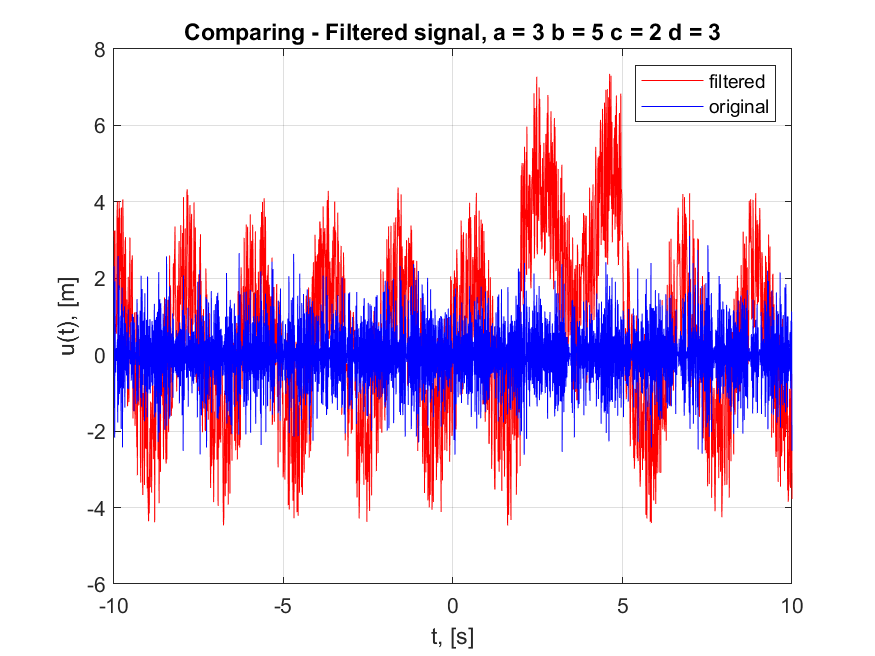 Comparing - Filtered signal, a = 3 b = 5 c = 2 d = 3
8
6
4
2
0
-2
-4
-6
u(t), [m]
filtered
original
-10
-5
0
5
10
t, [s]